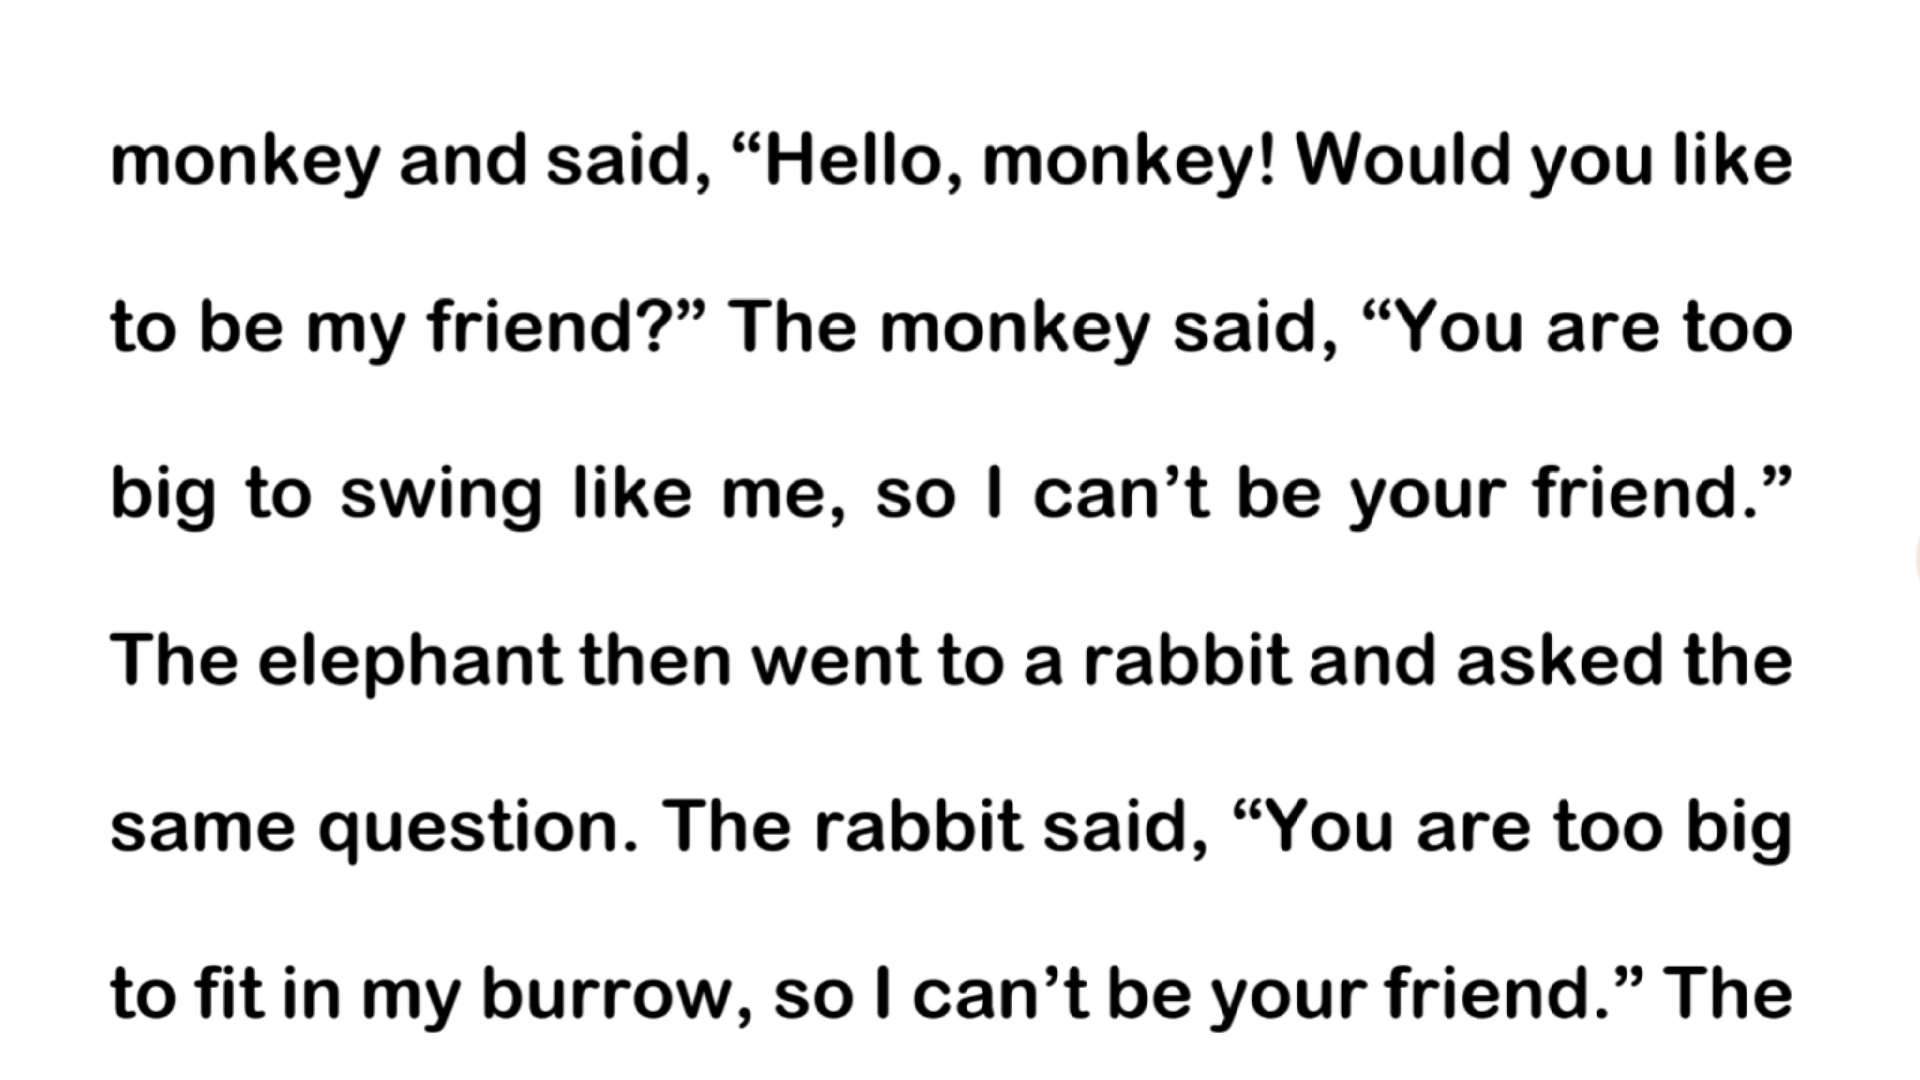 monkey and said, “Hello, monkey! Would you like
to be my friend?” The monkey said, “You are too
big to swing like me, so I can’t be your friend.”
The elephant then went to a rabbit and asked the
same question. The rabbit said, “You are too big
to fit in my burrow, so I can’t be your friend.” The